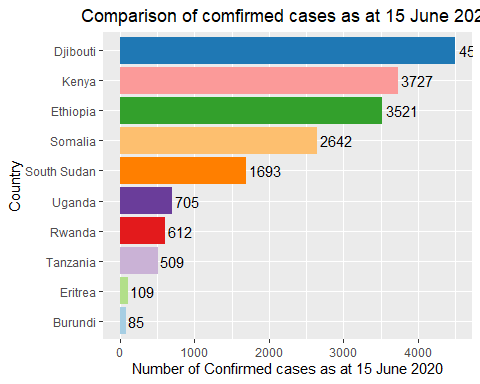 Comparison of comfirmed cases as at 15 June 202
Djibouti 45
Kenya 3727
Ethiopia 3521
Somalia 2642
South Sudan 1693
Uganda 705
Rwanda 612
Tanzania 509
Eritrea 109
Burundi 85
Country
0 1000 2000 3000 4000
Number of Confirmed cases as at 15 June 2020